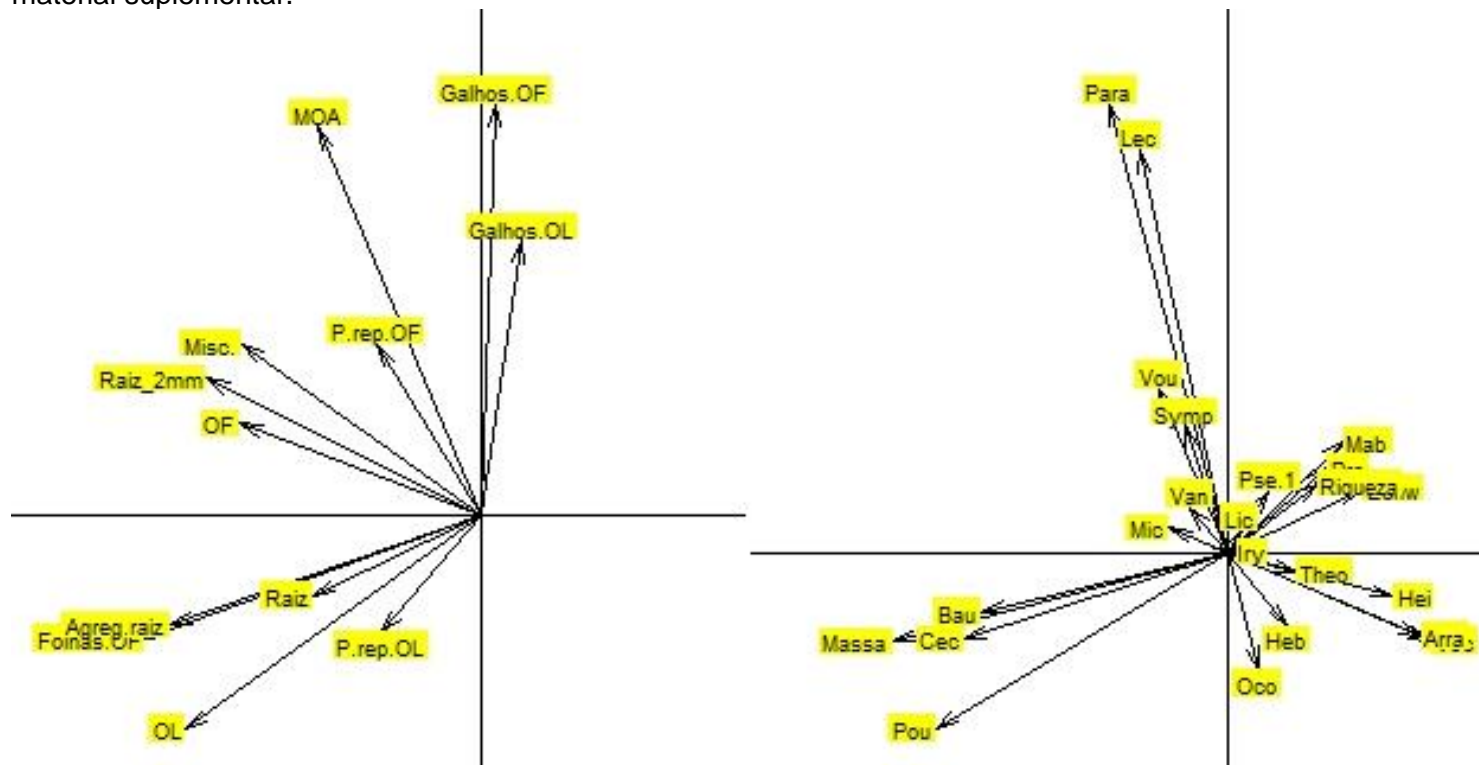 material suplementar.
Galhos.OF
MOA
Galhos.OL
P.rep.OF
Misc.
Raiz_2mm
OF
Raiz
Agreg.raiz
P.rep.OL
OL
Para
Lec
Vou
Symp
Mab
Pse.1
Riqueza
Van
Lic
Mic
Iry
Theo
Hei
Bau
Massa
Cec
Heb
Arra
Oco
Pou